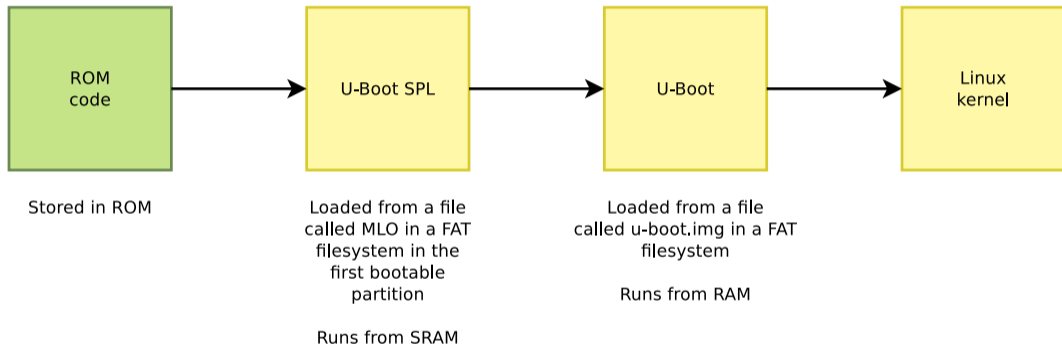 ROM
code
U-Boot SPL
U-Boot
Linux
kernel
Stored in ROM
Loaded from a file
called MLO in a FAT
filesystem in the
first bootable
partition
Runs from SRAM
Loaded from a file
called u-boot.img in a FAT
filesystem
Runs from RAM